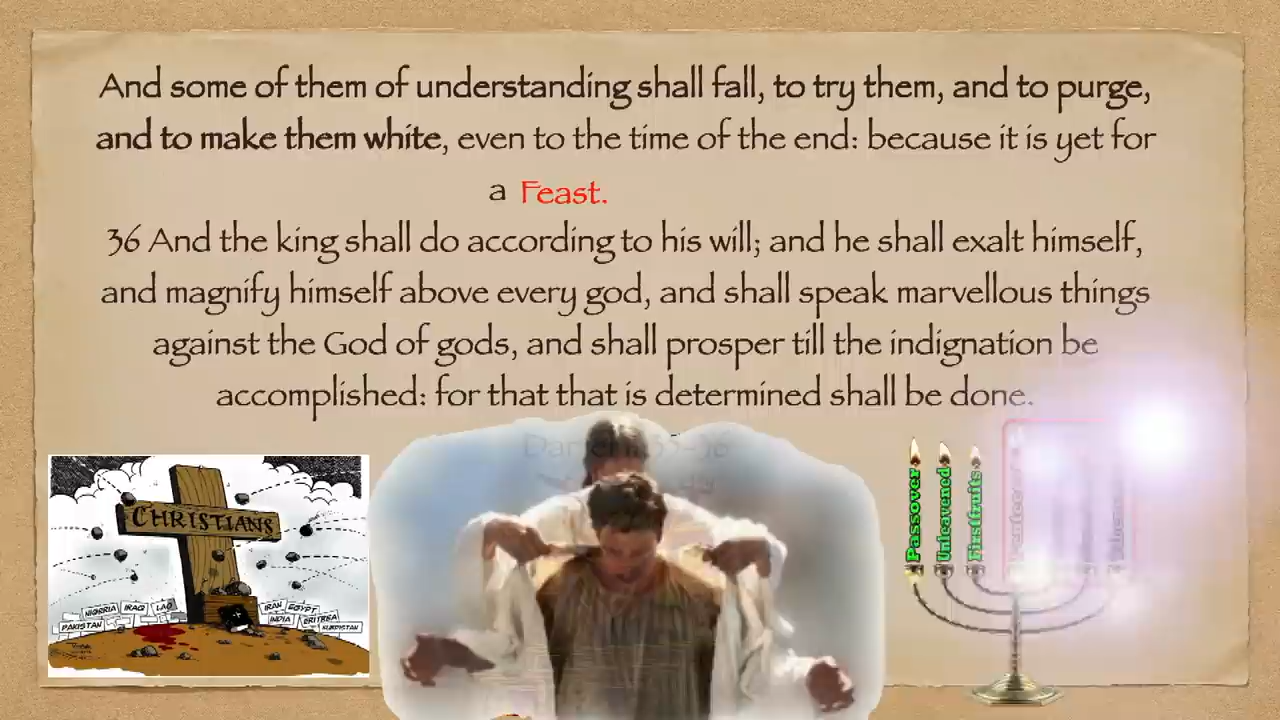 And some of them of understanding shall fall, to try them, and to purge,
and to make them white, even to the time of the end: because it is yet for
a Feast.
36 And the king shall do according to his will; and he shall exalt himself,
and magnify himself above every god, and shall speak marvellous things
against the God of gods, and shall prosper till the indignation be
accomplished: for that that is determined shall be done.
CHRISTIANS
NIGERIA IRAQ LAO
PAKISTAN
IRAN EGYPT
INDIA ERITREA
KURDISTAN
Passover
Unleavened
Firstfruits